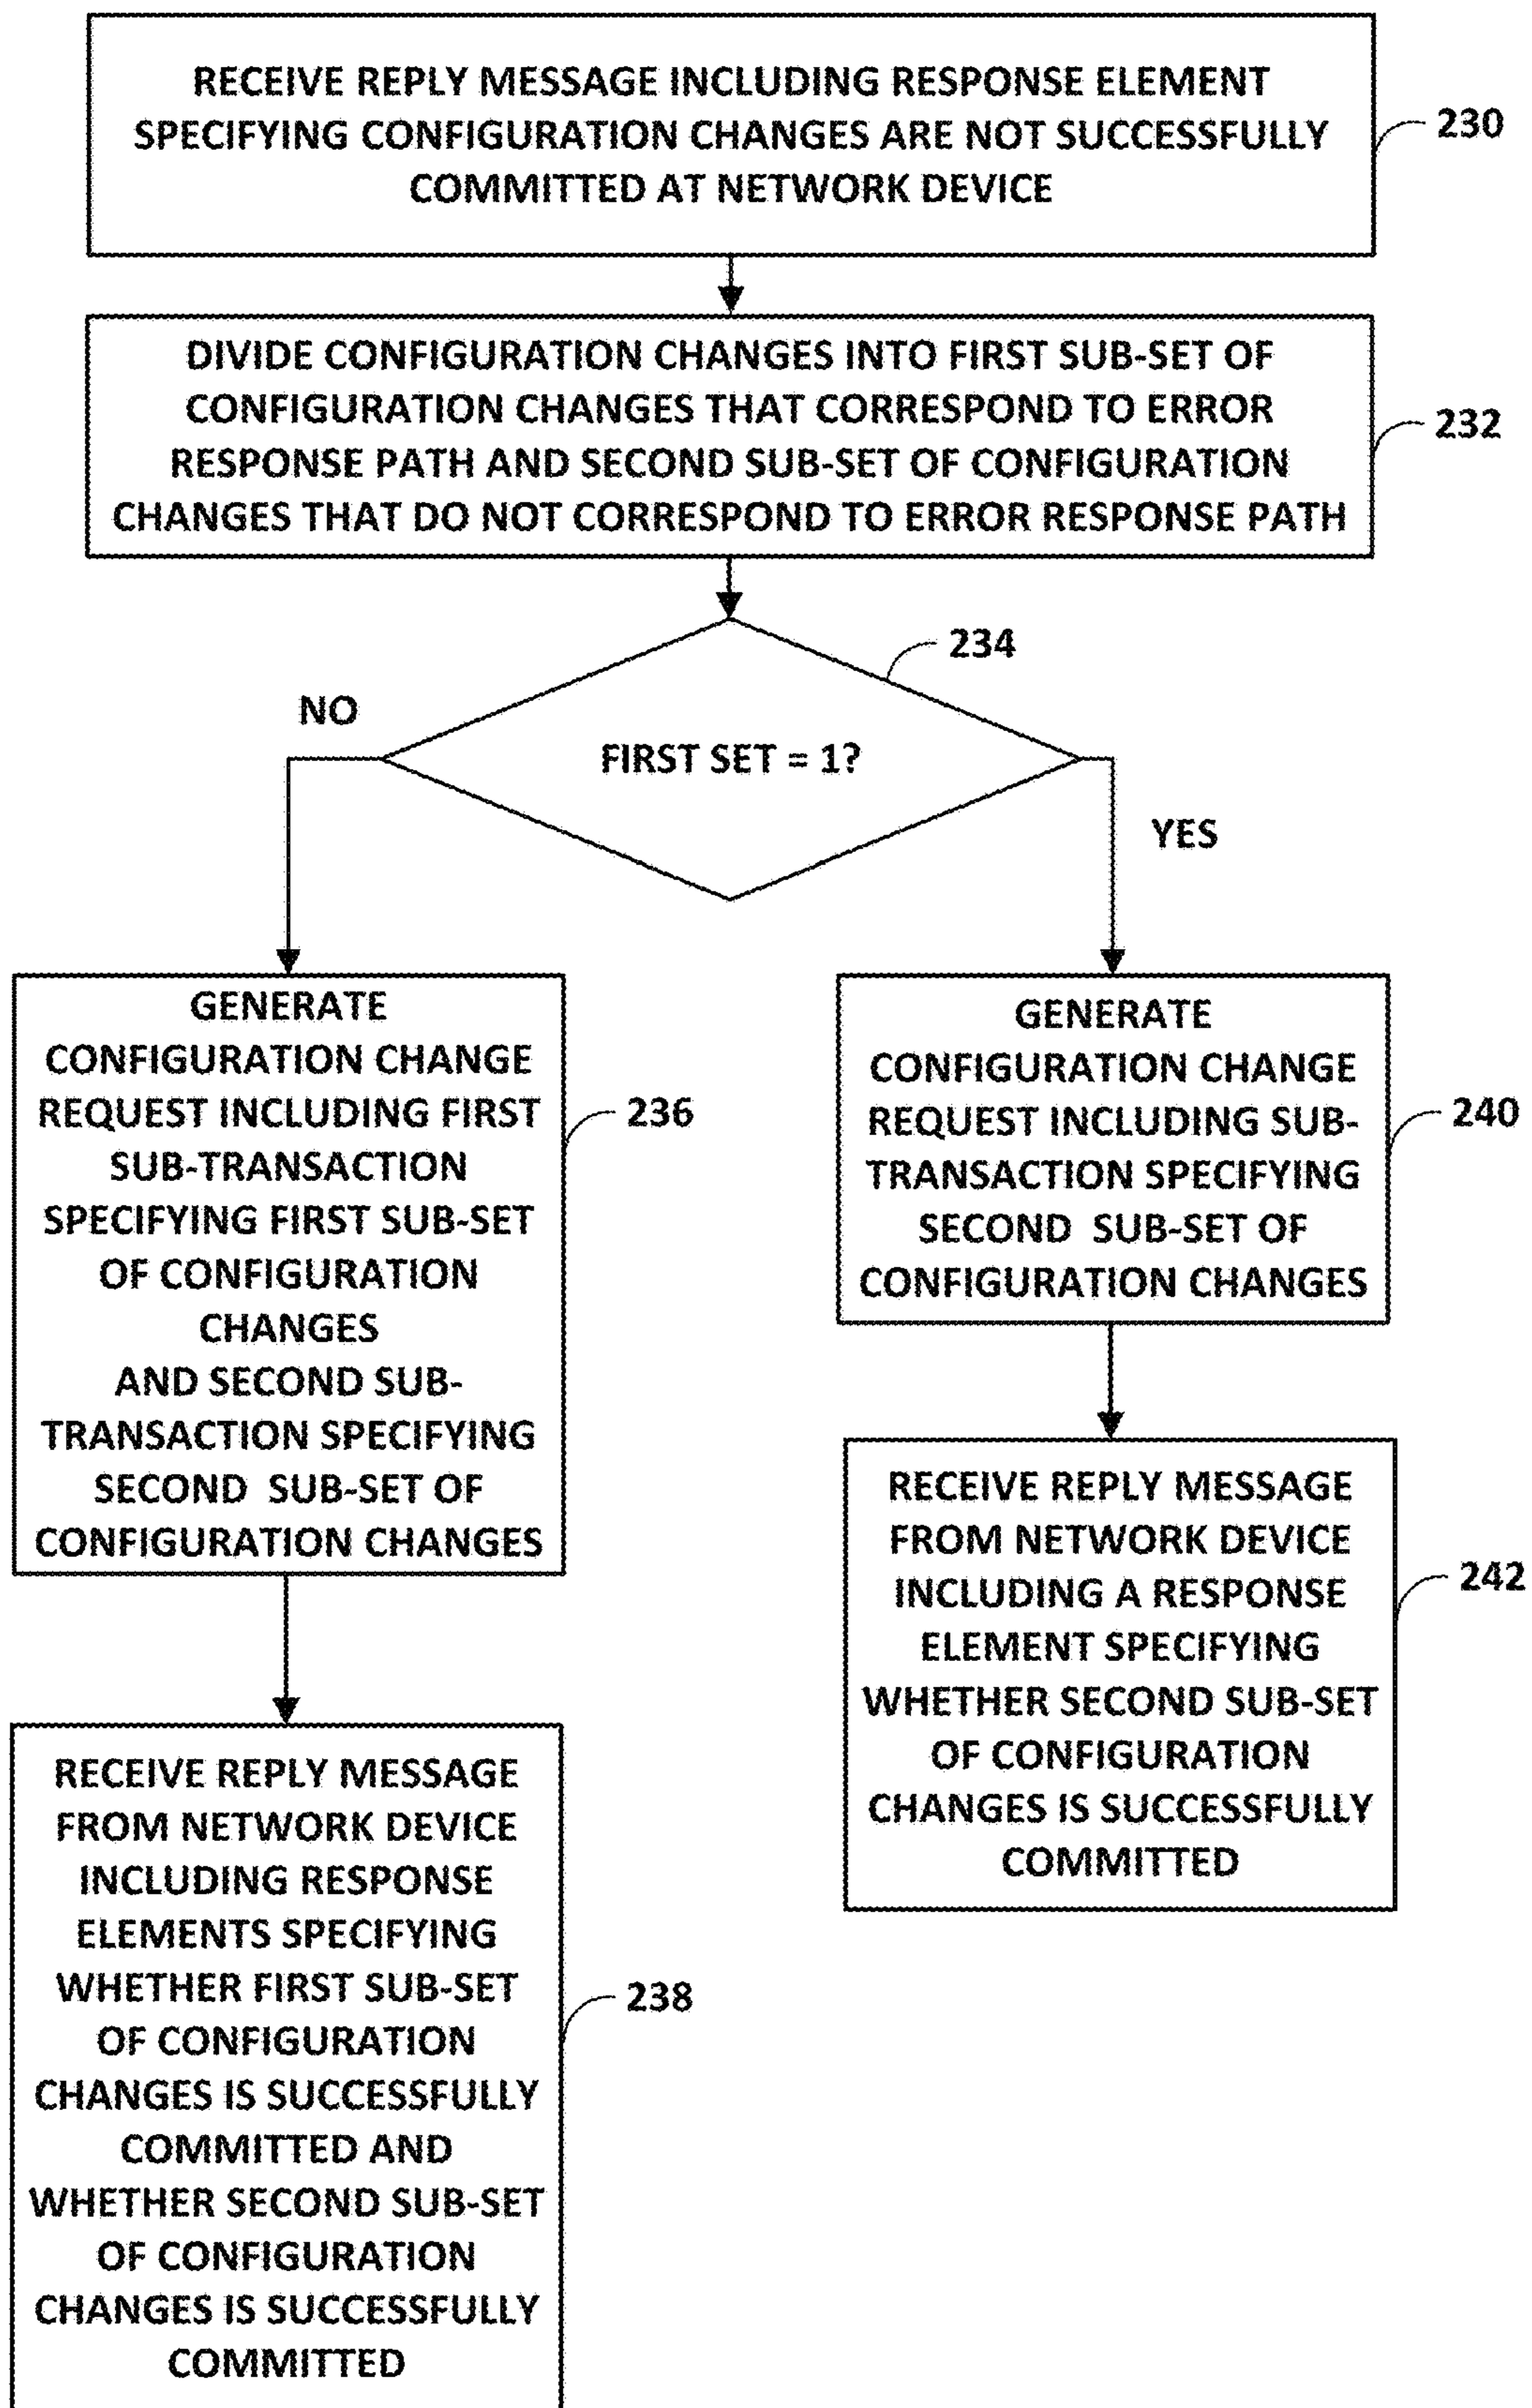 RECEIVE REPLY MESSAGE INCLUDING RESPONSE ELEMENT
SPECIFYING CONFIGURATION CHANGES ARE NOT SUCCESSFULLY
COMMITTED AT NETWORK DEVICE
230
DIVIDE CONFIGURATION CHANGES INTO FIRST SUB-SET OF
CONFIGURATION CHANGES THAT CORRESPOND TO ERROR
RESPONSE PATH AND SECOND SUB-SET OF CONFIGURATION
CHANGES THAT DO NOT CORRESPOND TO ERROR RESPONSE PATH
232
234
NO
FIRST SET = 1?
YES
GENERATE
CONFIGURATION CHANGE
REQUEST INCLUDING FIRST
SUB-TRANSACTION
SPECIFYING FIRST SUB-SET
OF CONFIGURATION
CHANGES
AND SECOND SUB-
TRANSACTION SPECIFYING
SECOND SUB-SET OF
CONFIGURATION CHANGES
236
GENERATE
CONFIGURATION CHANGE
REQUEST INCLUDING SUB-
TRANSACTION SPECIFYING
SECOND SUB-SET OF
CONFIGURATION CHANGES
240
RECEIVE REPLY MESSAGE
FROM NETWORK DEVICE
INCLUDING A RESPONSE
ELEMENT SPECIFYING
WHETHER SECOND SUB-SET
OF CONFIGURATION
CHANGES IS SUCCESSFULLY
COMMITTED
242
RECEIVE REPLY MESSAGE
FROM NETWORK DEVICE
INCLUDING RESPONSE
ELEMENTS SPECIFYING
WHETHER FIRST SUB-SET
OF CONFIGURATION
CHANGES IS SUCCESSFULLY
COMMITTED AND
WHETHER SECOND SUB-SET
OF CONFIGURATION
CHANGES IS SUCCESSFULLY
COMMITTED
238